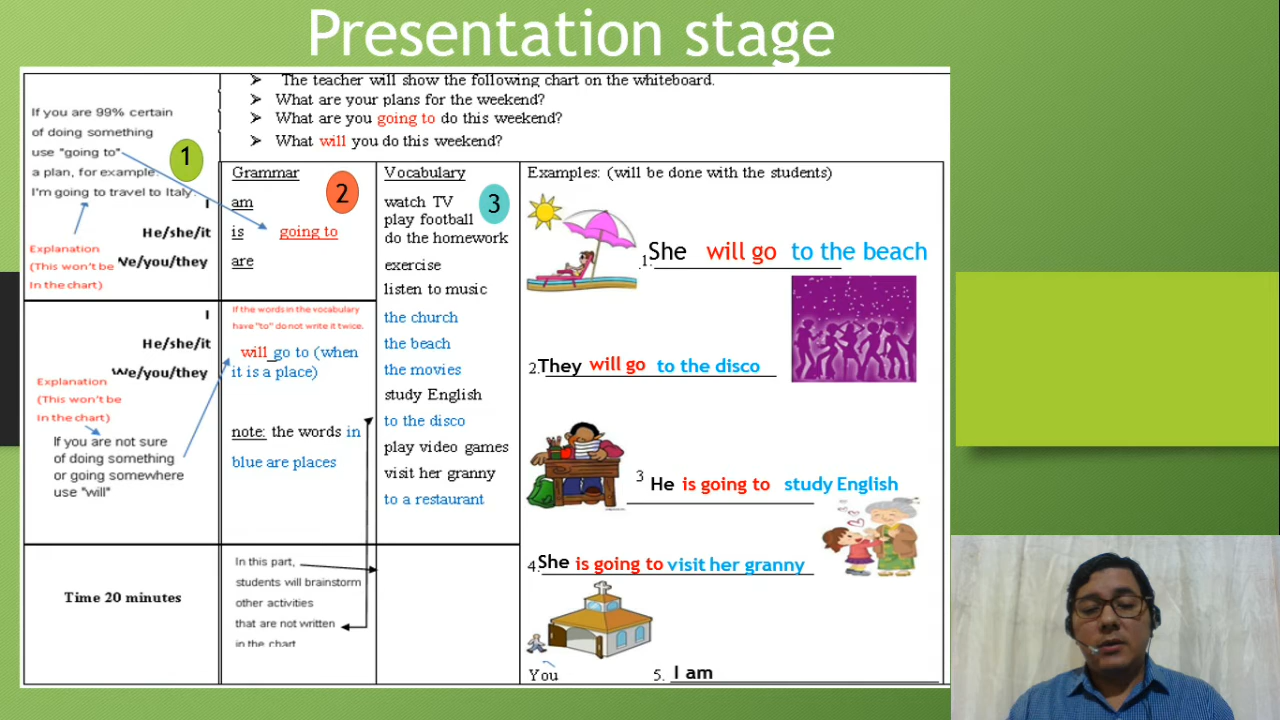 Presentation stage
➢ The teacher will show the following chart on the whiteboard.
➢ What are your plans for the weekend?
➢ What are you going to do this weekend?
➢ What will you do this weekend?
If you are 99% certain
of doing something
use "going to"
a plan, for example.
I'm going to travel to Italy.
1
I
He/she/it
We/you/they
Explanation
(This won't be
In the chart)
Grammar
2
am
is going to
are
Vocabulary
3
watch TV
play football
do the homework
exercise
listen to music
the church
the beach
the movies
study English
to the disco
play video games
visit her granny
to a restaurant
I
He/she/it
We/you/they
Explanation
(This won't be
In the chart)
If you are not sure
of doing something
or going somewhere
use "will"
If the words in the vocabulary
have "to" do not write it twice.
will go to (when
it is a place)
note: the words in
blue are places
Time 20 minutes
In this part,
students will brainstorm
other activities
that are not written
in the chart
Examples: (will be done with the students)
1. She will go to the beach
2. They will go to the disco
3 He is going to study English
4. She is going to visit her granny
You
5. I am